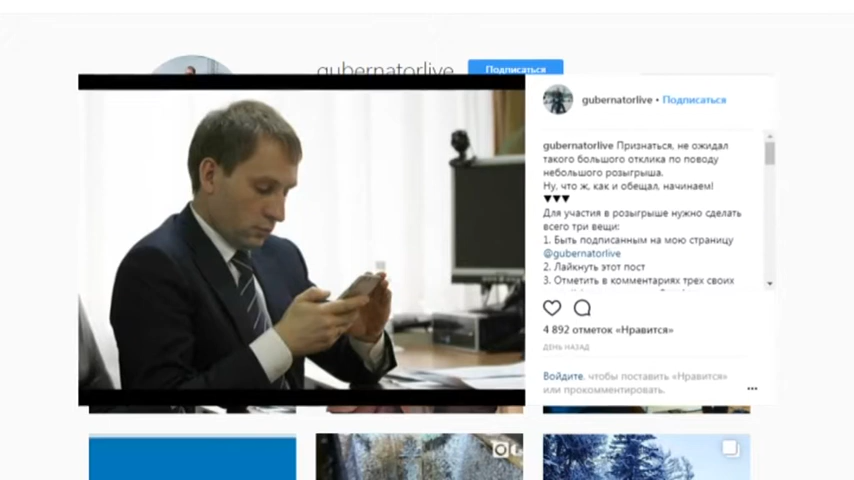 gubernatorlive Подписаться
gubernatorlive • Подписаться
gubernatorlive Признаться, не ожидал
такого большого отклика по поводу
небольшого розыгрыша.
Ну, что ж, как и обещал, начинаем!
▼▼▼
Для участия в розыгрыше нужно сделать
всего три вещи:
1. Быть подписанным на мою страницу
@gubernatorlive
2. Лайкнуть этот пост
3. Отметить в комментариях трех своих
4 892 отметок «Нравится»
ДЕНЬ НАЗАД
Войдите, чтобы поставить «Нравится»
или прокомментировать.